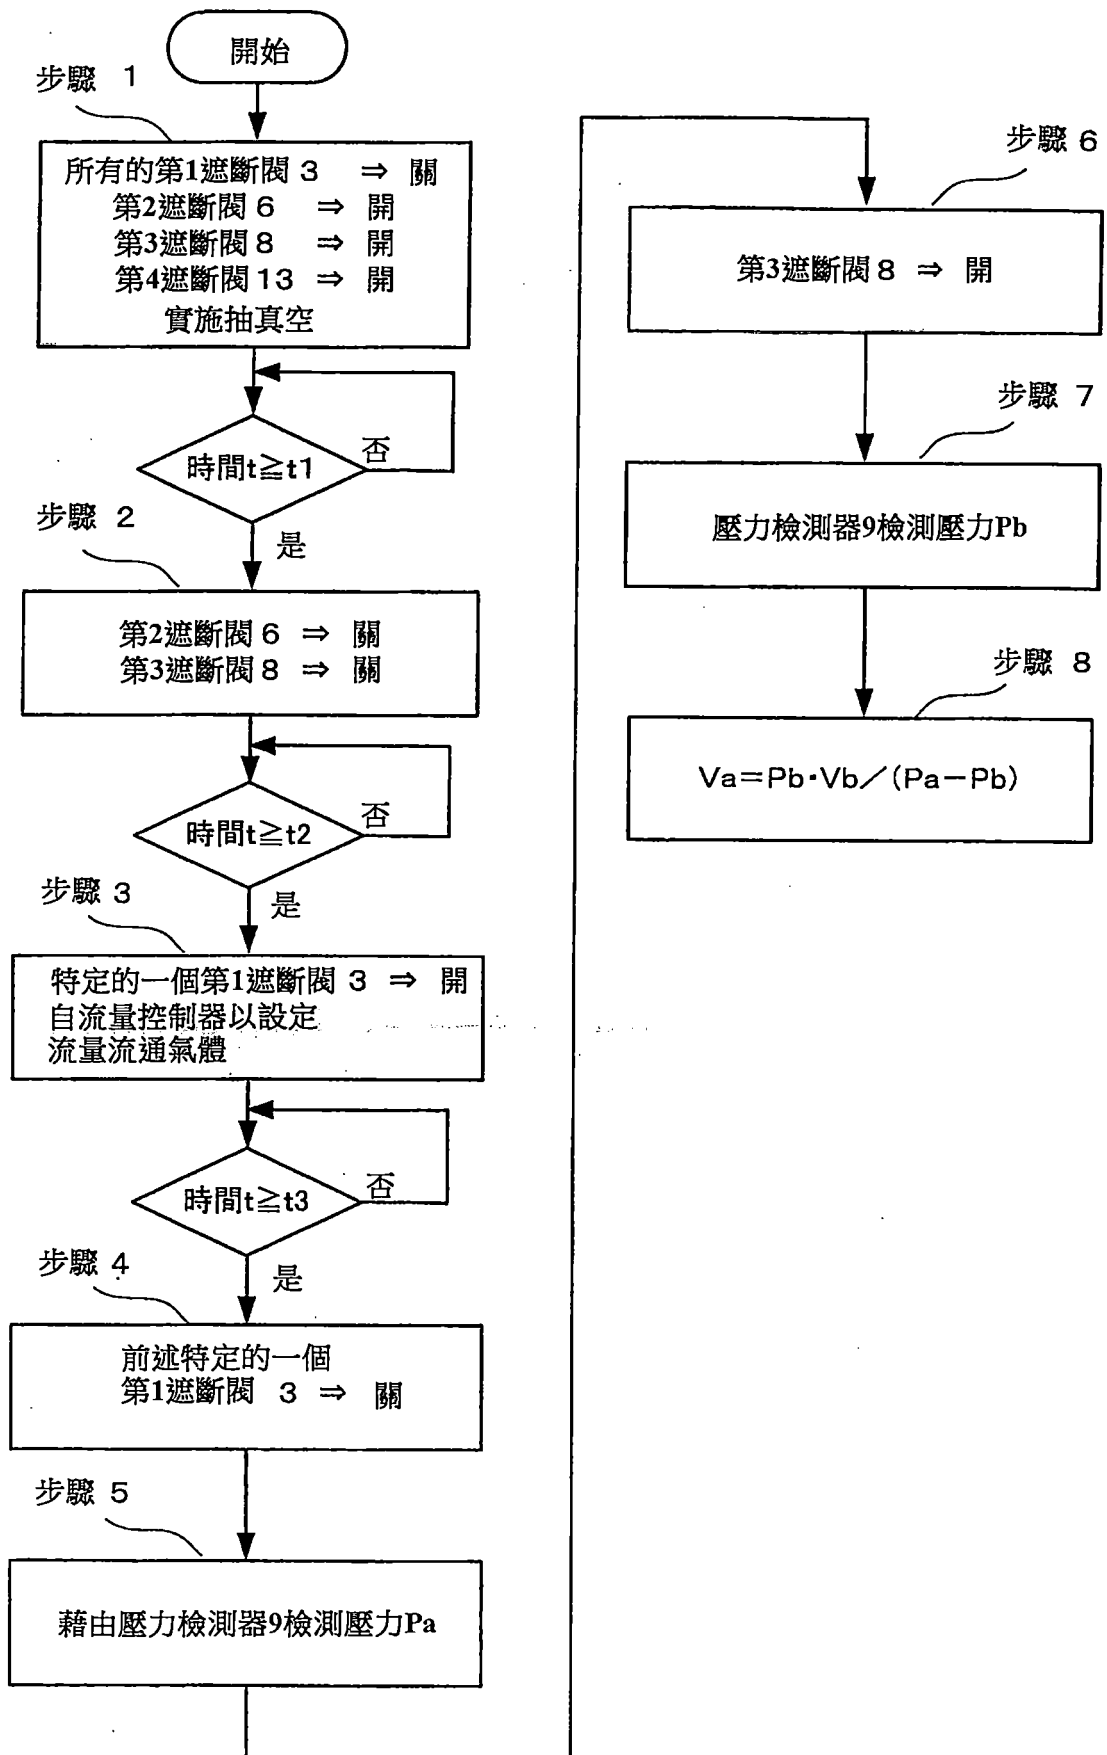 開始
步驟 1
所有的第1遮斷閥 3 ⇒ 關
第2遮斷閥 6 ⇒ 開
第3遮斷閥 8 ⇒ 開
第4遮斷閥 13 ⇒ 開
實施抽真空
時間t≧t1
否
是
步驟 2
第2遮斷閥 6 ⇒ 關
第3遮斷閥 8 ⇒ 關
時間t≧t2
否
是
步驟 3
特定的一個第1遮斷閥 3 ⇒ 開
自流量控制器以設定
流量流通氣體
時間t≧t3
否
是
步驟 4
前述特定的一個
第1遮斷閥 3 ⇒ 關
步驟 5
藉由壓力檢測器9檢測壓力Pa
步驟 6
第3遮斷閥 8 ⇒ 開
步驟 7
壓力檢測器9檢測壓力Pb
步驟 8
Va=Pb・Vb/(Pa-Pb)